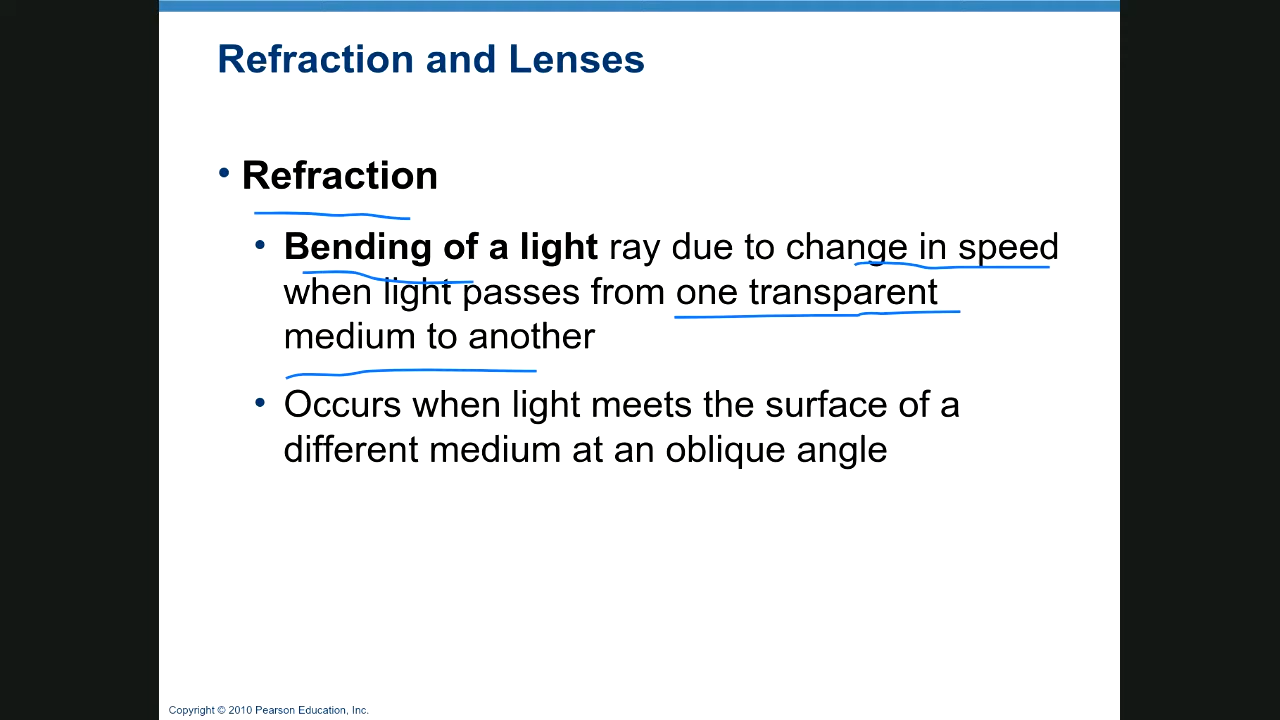 Refraction and Lenses
• Refraction
• Bending of a light ray due to change in speed
when light passes from one transparent
medium to another
• Occurs when light meets the surface of a
different medium at an oblique angle
Copyright © 2010 Pearson Education, Inc.